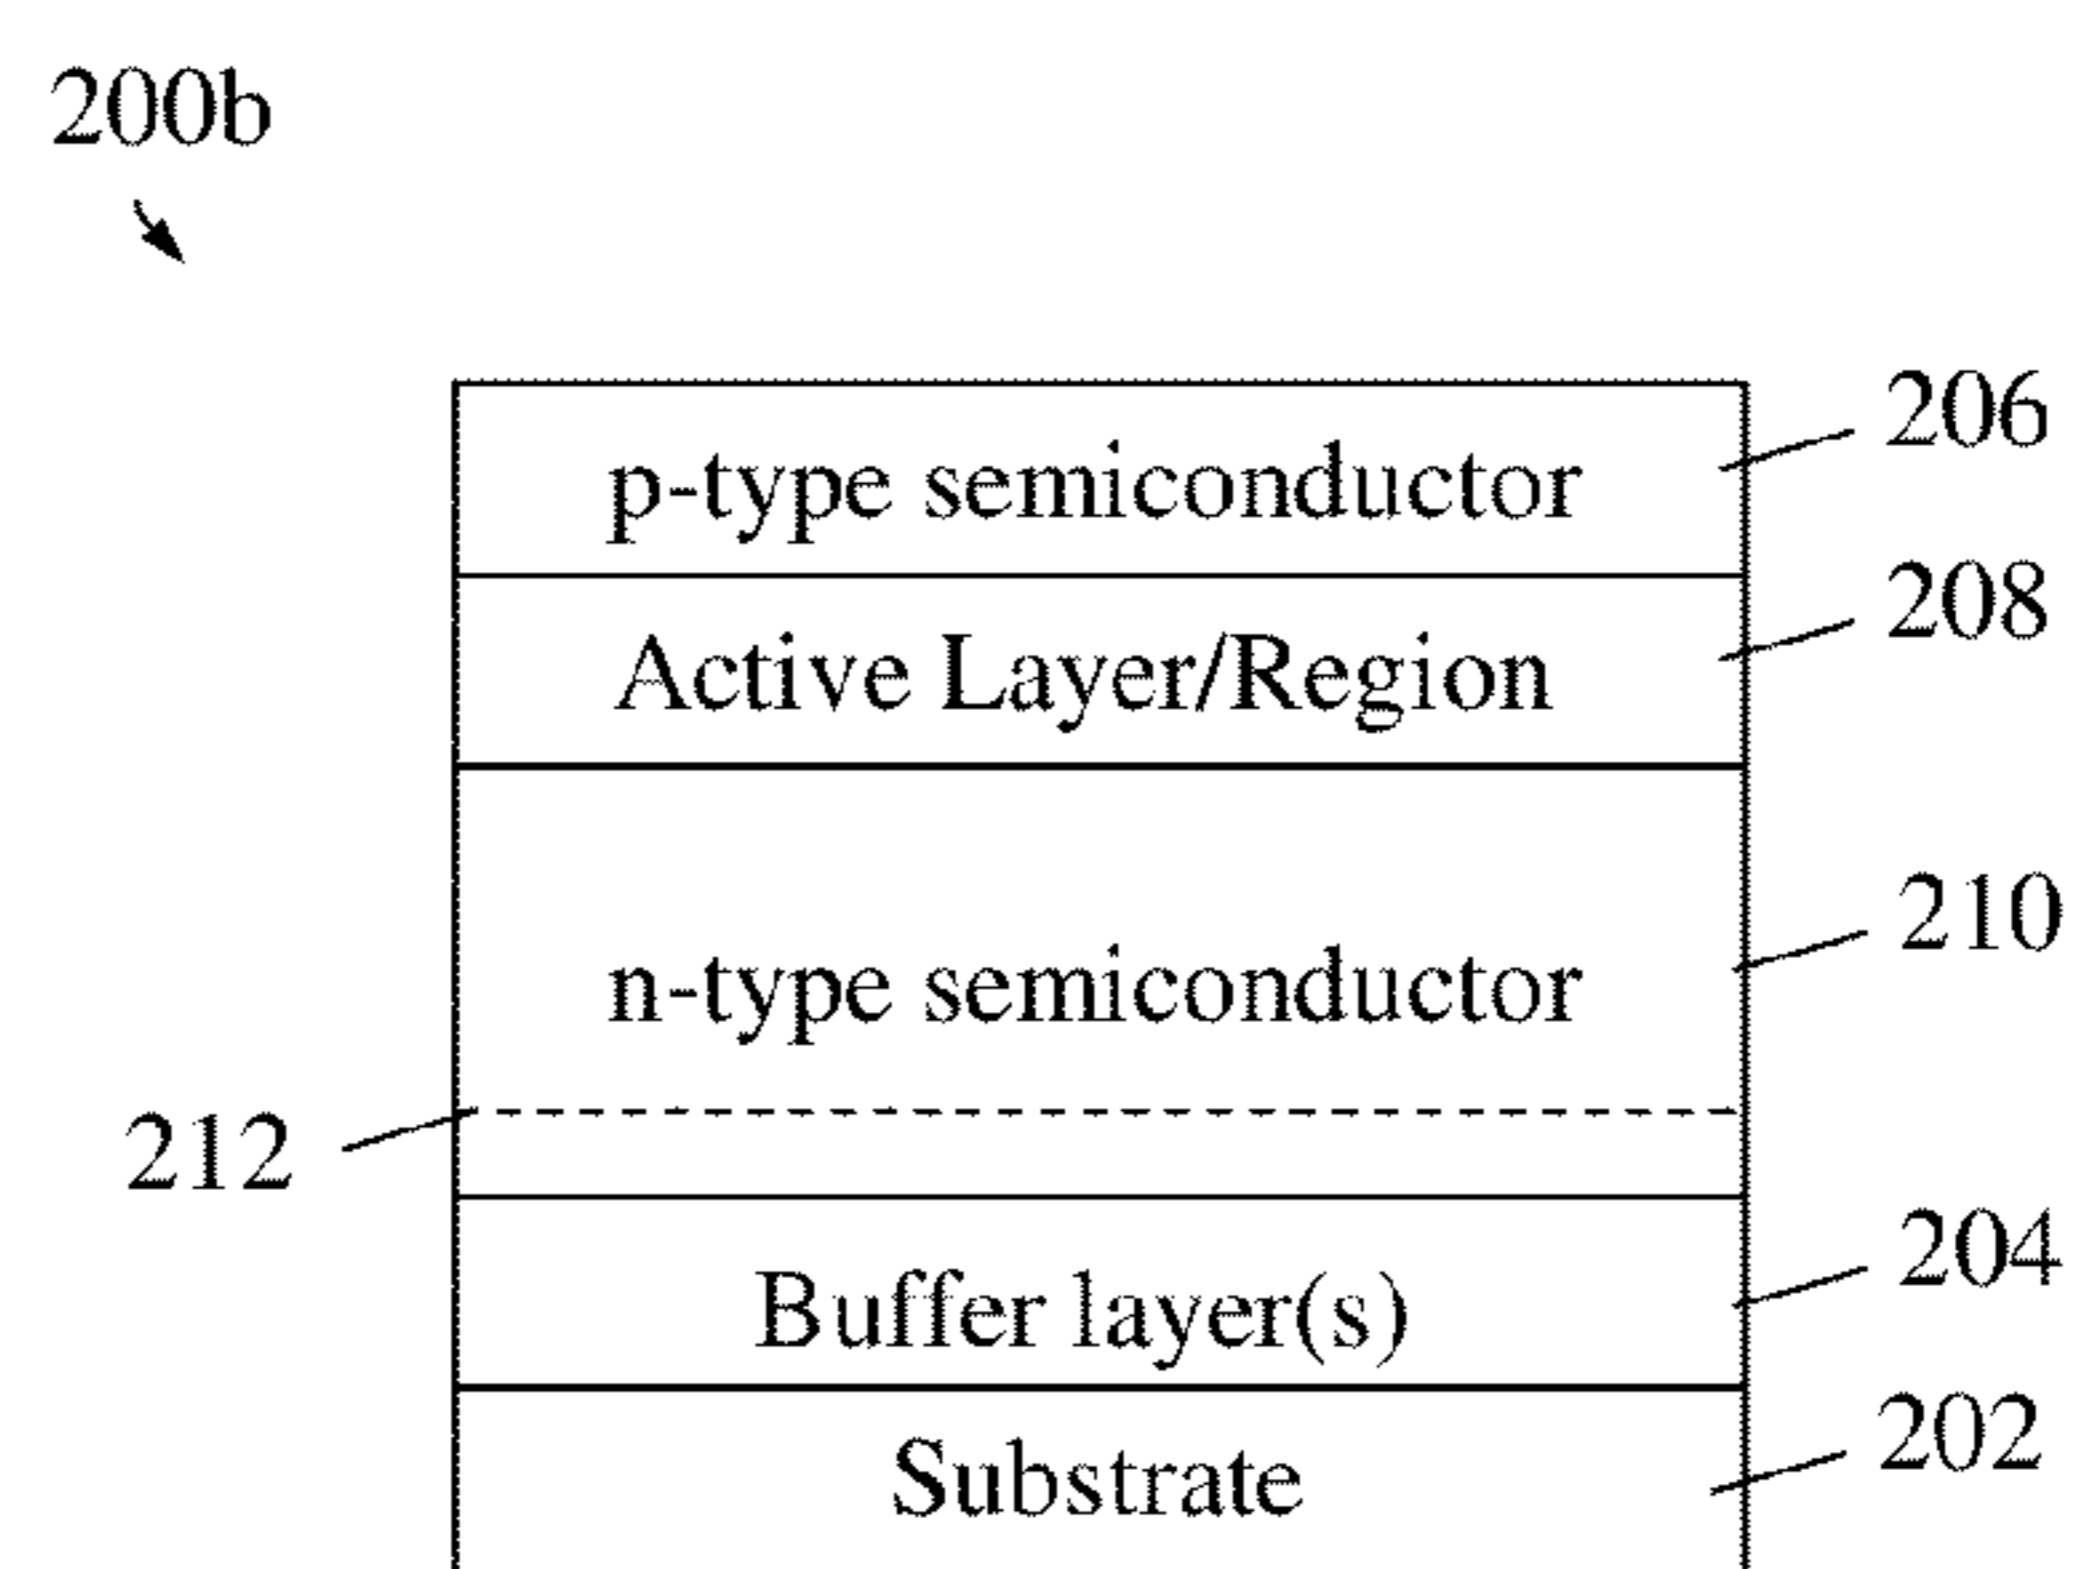 200b
p-type semiconductor
206
Active Layer/Region
208
n-type semiconductor
210
212
Buffer layer(s)
204
Substrate
202